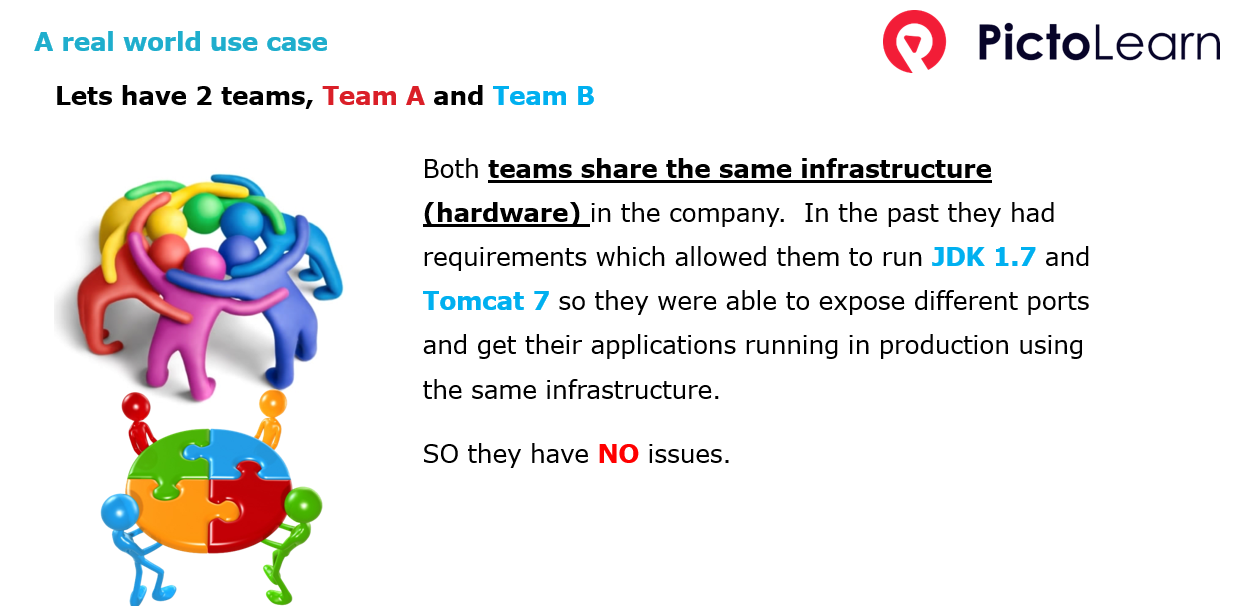 A real world use case
PictoLearn
Lets have 2 teams, Team A and Team B
Both teams share the same infrastructure
(hardware) in the company.  In the past they had
requirements which allowed them to run JDK 1.7 and
Tomcat 7 so they were able to expose different ports
and get their applications running in production using
the same infrastructure.
SO they have NO issues.